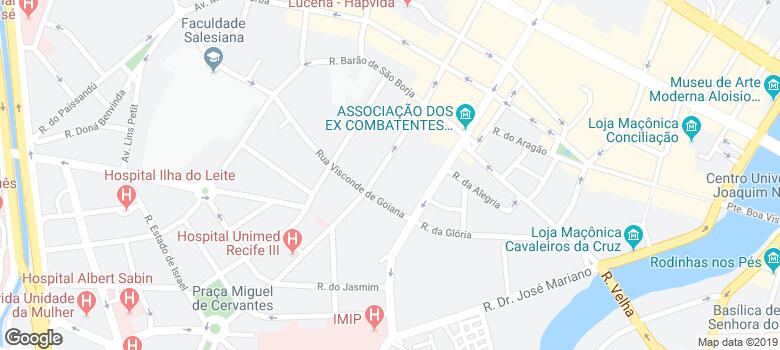 Lucena - Hapvida
Faculdade
Salesiana
R. Barão de São Borja
R. do Paissandú
R. Doná Benvinda
Av. Lins Petit
ASSOCIAÇÃO DOS
EX COMBATENTES...
Museu de Arte
Moderna Aloisio...
Loja Maçônica
Conciliação
R. do Aragão
R. da Alegria
Hospital Ilha do Leite
Rua Visconde de Goiana
Centro Unive
Joaquim N
Pte. Boa Vis
R. Estado de Israel
Hospital Unimed
Recife III
R. da Glória
Loja Maçônica
Cavaleiros da Cruz
Rodinhas nos Pés
Hospital Albert Sabin
rida Unidade
da Mulher
Praça Miguel
de Cervantes
R. do Jasmim
IMIP
R. Dr. José Mariano
R. Velha
Basílica de
Senhora do
Google
Map data ©2019